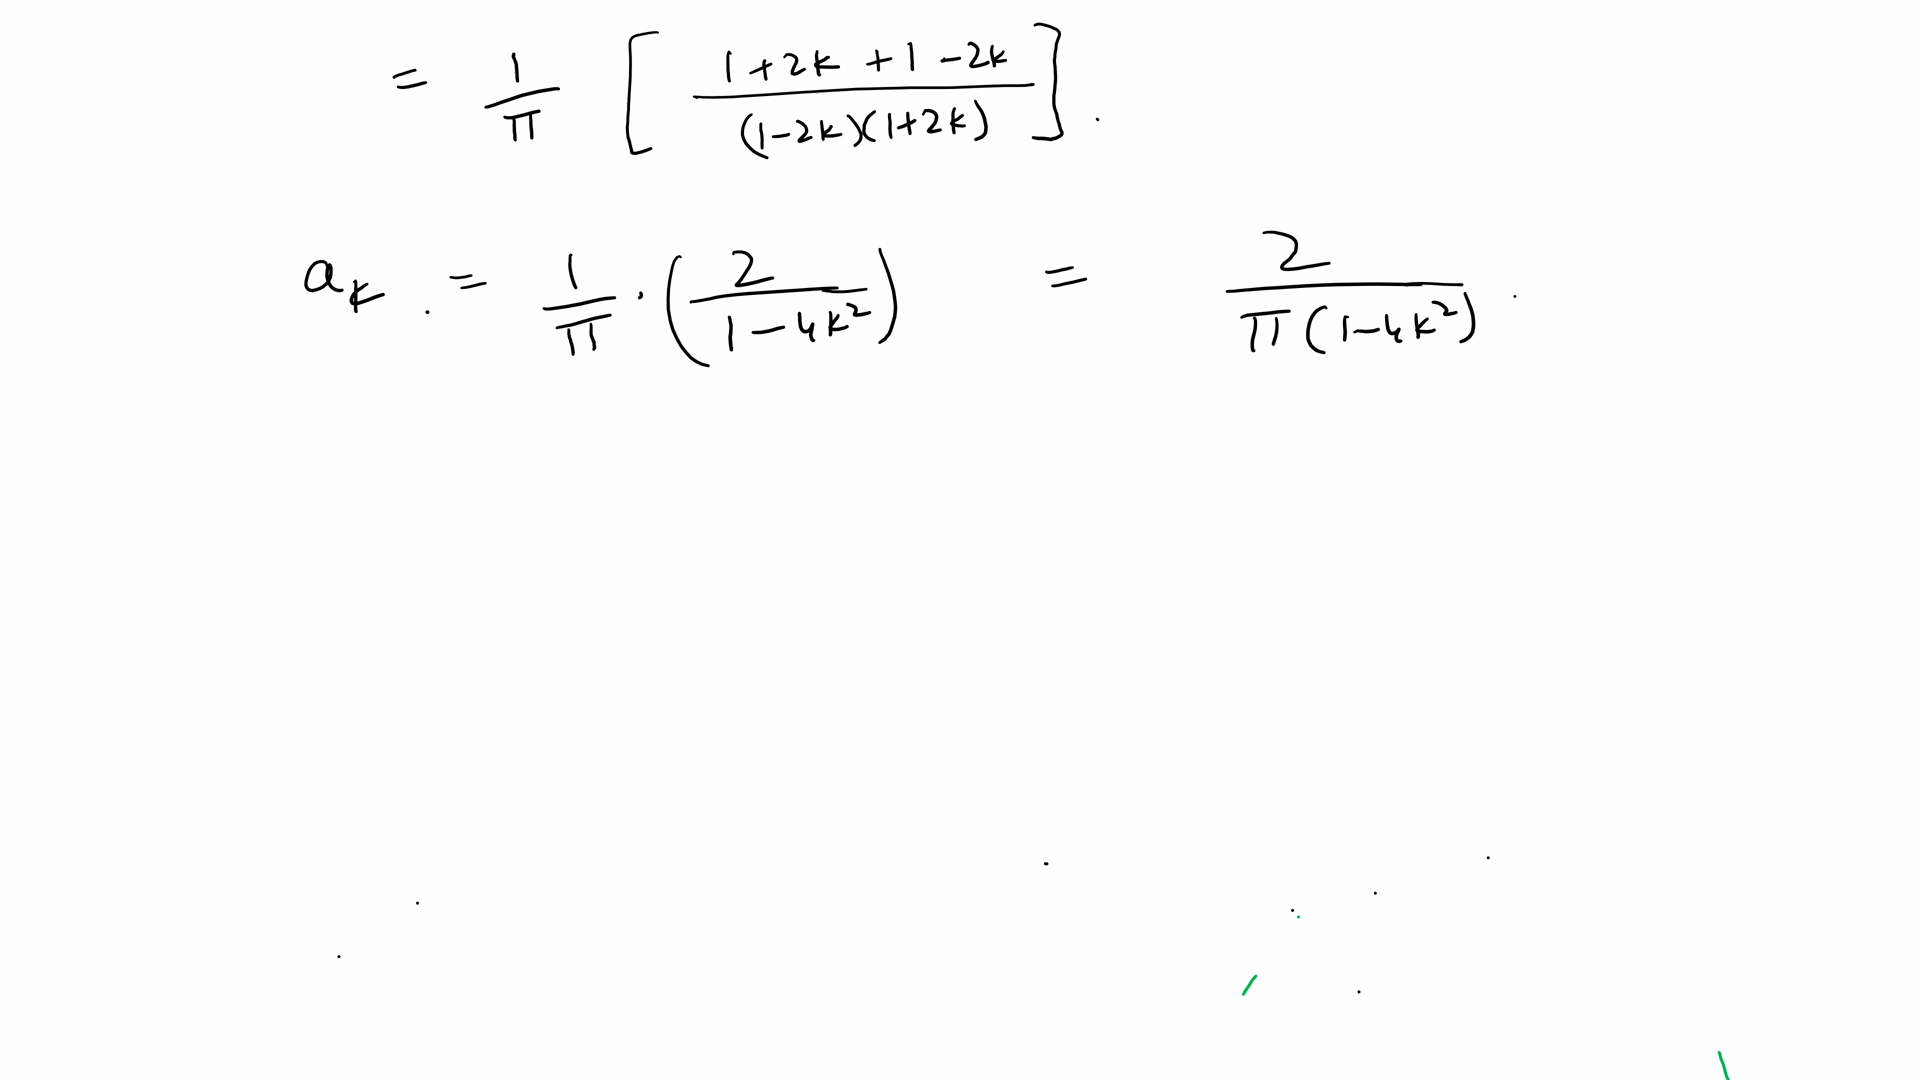 = 1/π [ (1+2k+1-2k)/((1-2k)(1+2k)) ].
a_k = 1/π · (2/(1-4k²)) = 2/(π(1-4k²)).